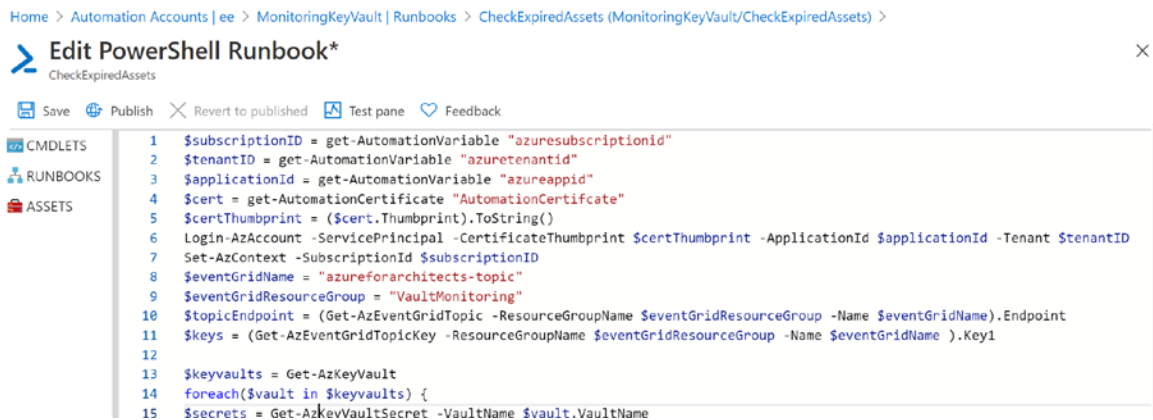 Home > Automation Accounts | ee > MonitoringKeyVault | Runbooks > CheckExpiredAssets (MonitoringKeyVault/CheckExpiredAssets) >
Edit PowerShell Runbook*
CheckExpiredAssets
Save Publish Revert to published Test pane Feedback
CMDLETS
RUNBOOKS
ASSETS
1 $subscriptionID = get-AutomationVariable "azuresubscriptionid"
2 $tenantID = get-AutomationVariable "azuretenantid"
3 $applicationId = get-AutomationVariable "azureappid"
4 $cert = get-AutomationCertificate "AutomationCertifcate"
5 $certThumbprint = ($cert.Thumbprint).ToString()
6 Login-AzAccount -ServicePrincipal -CertificateThumbprint $certThumbprint -ApplicationId $applicationId -Tenant $tenantID
7 Set-AzContext -SubscriptionId $subscriptionID
8 $eventGridName = "azureforarchitects-topic"
9 $eventGridResourceGroup = "VaultMonitoring"
10 $topicEndpoint = (Get-AzEventGridTopic -ResourceGroupName $eventGridResourceGroup -Name $eventGridName).Endpoint
11 $keys = (Get-AzEventGridTopicKey -ResourceGroupName $eventGridResourceGroup -Name $eventGridName ).Key1
12
13 $keyvaults = Get-AzKeyVault
14 foreach($vault in $keyvaults) {
15 $secrets = Get-AzKeyVaultSecret -VaultName $vault.VaultName